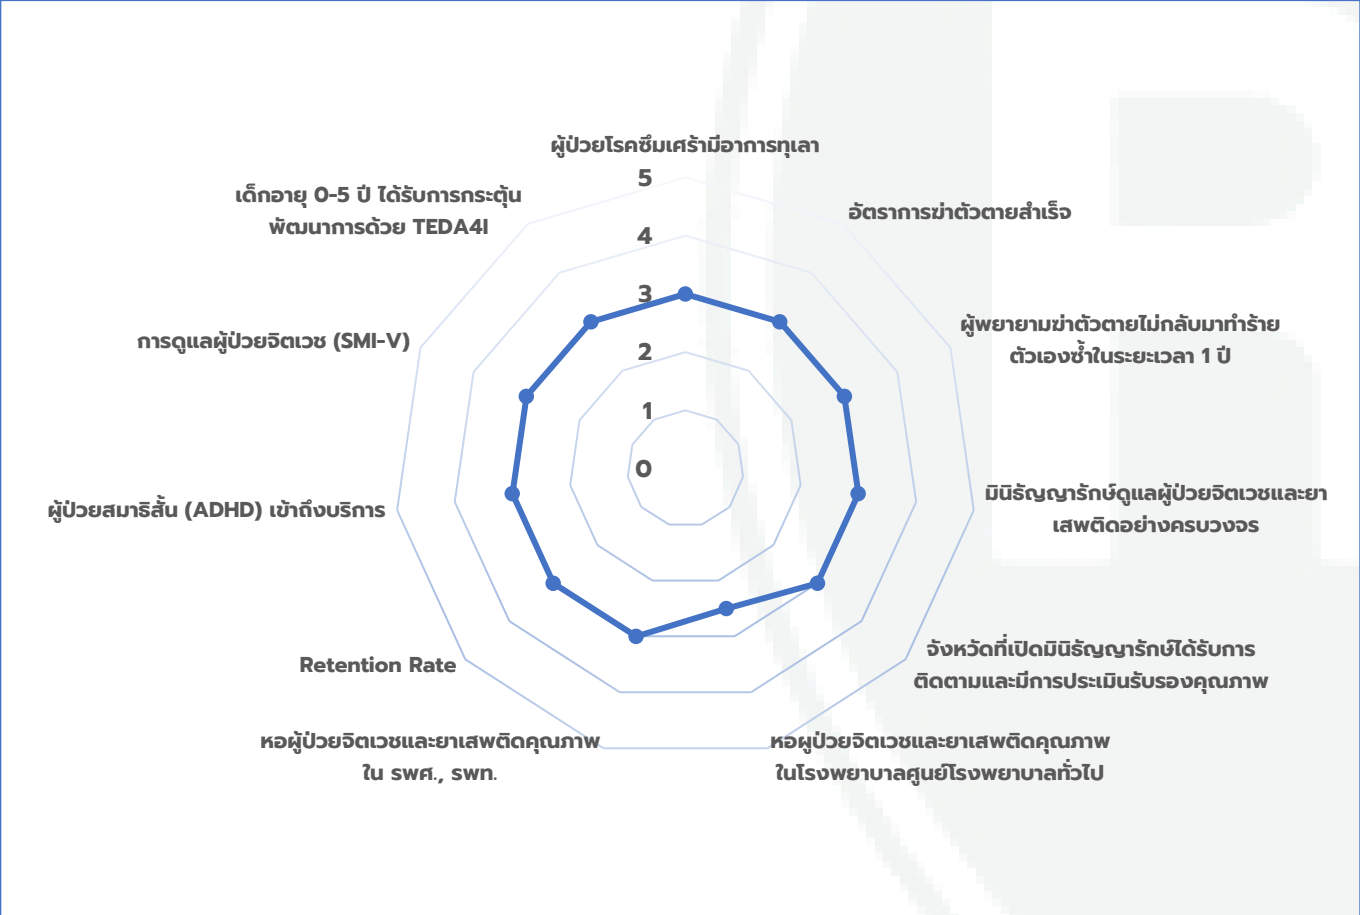 ผู้ป่วยโรคซึมเศร้ามีอาการทุเลา
5
เด็กอายุ 0-5 ปี ได้รับการกระตุ้น
พัฒนาการด้วย TEDA4I
อัตราการฆ่าตัวตายสำเร็จ
4
3
ผู้พยายามฆ่าตัวตายไม่กลับมาทำร้าย
ตัวเองซ้ำในระยะเวลา 1 ปี
การดูแลผู้ป่วยจิตเวช (SMI-V)
2
1
0
มินิธัญญารักษ์ดูแลผู้ป่วยจิตเวชและยา
เสพติดอย่างครบวงจร
ผู้ป่วยสมาธิสั้น (ADHD) เข้าถึงบริการ
จังหวัดที่เปิดมินิธัญญารักษ์ได้รับการ
ติดตามและมีการประเมินรับรองคุณภาพ
Retention Rate
หอผู้ป่วยจิตเวชและยาเสพติดคุณภาพ
ใน รพศ., รพท.
หอผูป่วยจิตเวชและยาเสพติดคุณภาพ
ในโรงพยาบาลศูนย์โรงพยาบาลทั่วไป